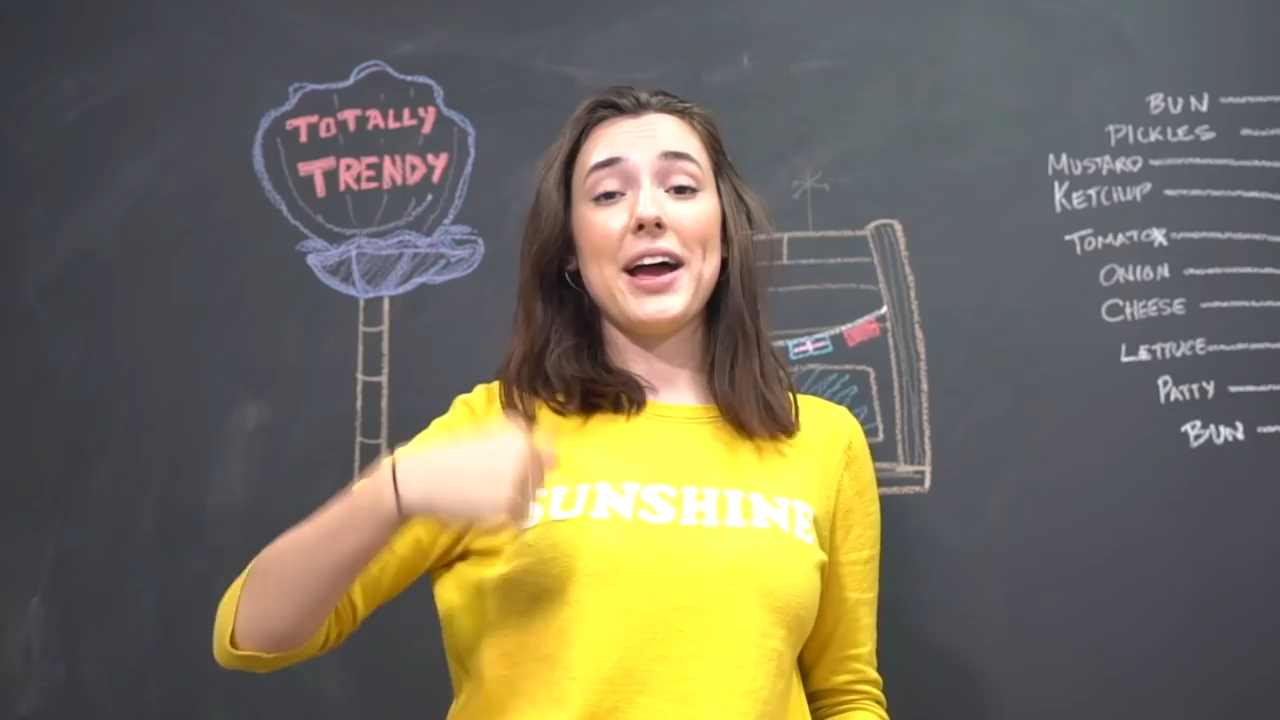 TOTALLY
TRENDY
SUNSHINE
BUN
PICKLES
MUSTARD
KETCHUP
TOMATO
ONION
CHEESE
LETTUCE
PATTY
BUN